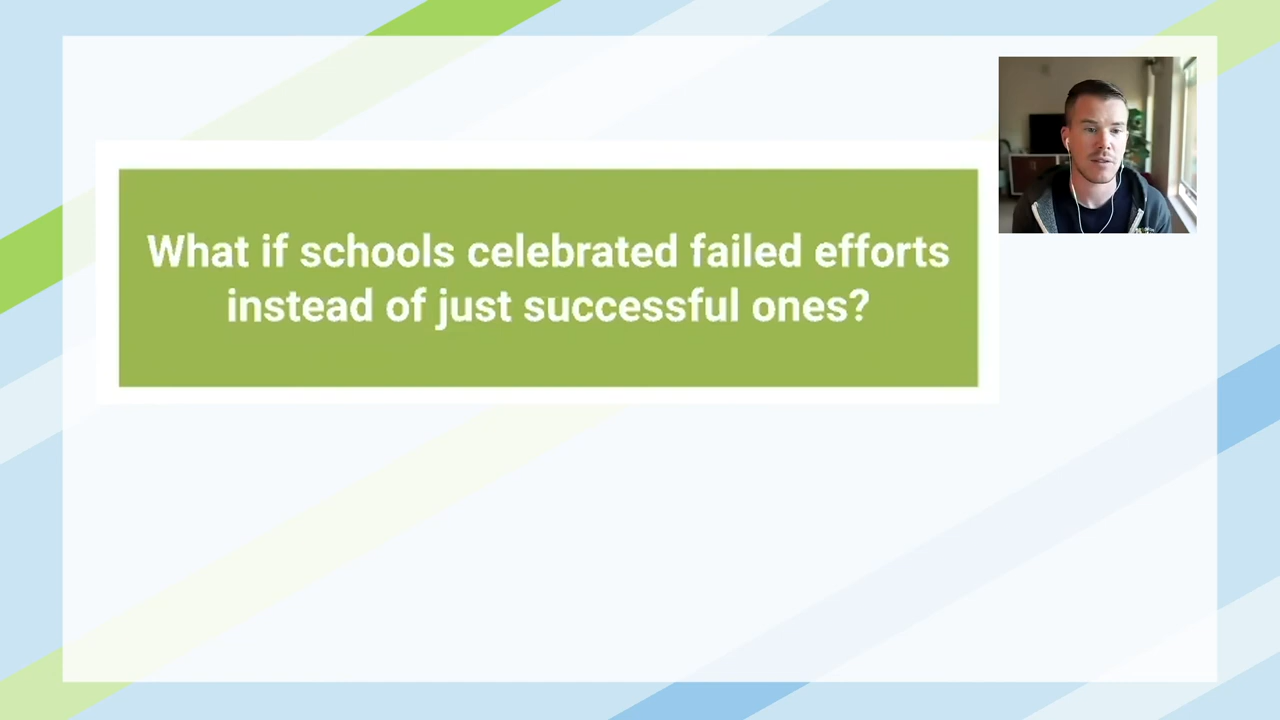 What if schools celebrated failed efforts
instead of just successful ones?